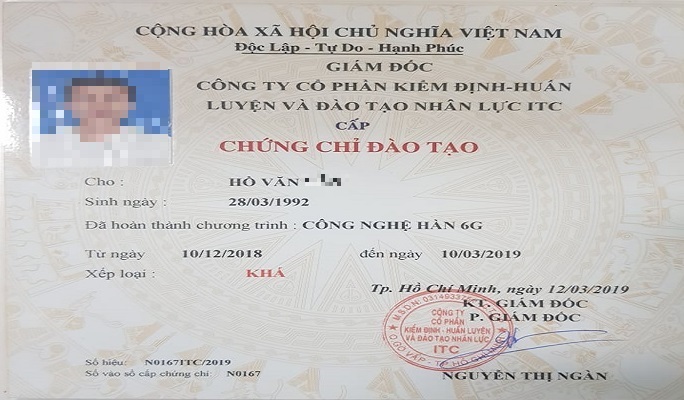 CỘNG HÒA XÃ HỘI CHỦ NGHĨA VIỆT NAM
Độc Lập - Tự Do - Hạnh Phúc
GIÁM ĐỐC
CÔNG TY CỔ PHẦN KIỂM ĐỊNH-HUẤN
LUYỆN VÀ ĐÀO TẠO NHÂN LỰC ITC
CẤP
CHỨNG CHỈ ĐÀO TẠO
Cho : HỒ VĂN
Sinh ngày : 28/03/1992
Đã hoàn thành chương trình : CÔNG NGHỆ HÀN 6G
Từ ngày 10/12/2018 đến ngày 10/03/2019
Xếp loại : KHÁ
Tp. Hồ Chí Minh, ngày 12/03/2019
KT. GIÁM ĐỐC
P. GIÁM ĐỐC
CÔNG TY
CỔ PHẦN
KIỂM ĐỊNH - HUẤN LUYỆN
VÀ ĐÀO TẠO NHÂN LỰC
ITC
Số hiệu: N0167ITC/2019
Số vào sổ cấp chứng chỉ: N0167
NGUYỄN THỊ NGÀN